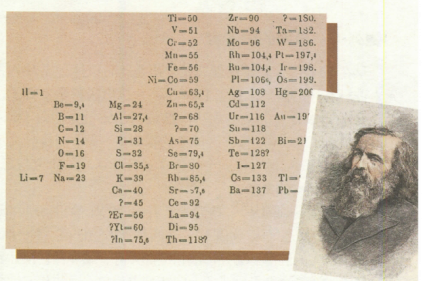 Ti=50 Zr=90 ?=180.
V=51 Nb=94 Ta=182.
Cr=52 Mo=96 W=186.
Mn=55 Rh=104,4 Pt=197,4
Fe=56 Ru=104,4 Ir=198.
Ni=Co=59 Pl=106,6 Os=199.
H=1 Cu=63,4 Ag=108 Hg=200
Be=9,4 Mg=24 Zn=65,2 Cd=112
B=11 Al=27,4 ?=68 Ur=116
C=12 Si=28 ?=70 Su=118
N=14 P=31 As=75 Sb=122
O=16 S=32 Se=79,4 Te=128?
F=19 Cl=35,5 Br=80 I=127
Li=7 Na=23 K=39 Rb=85,4 Cs=133
Ca=40 Sr=87,6 Ba=137 Pb=
?=45 Ce=92
?Er=56 La=94
?Yt=60 Di=95
?In=75,6 Th=118?